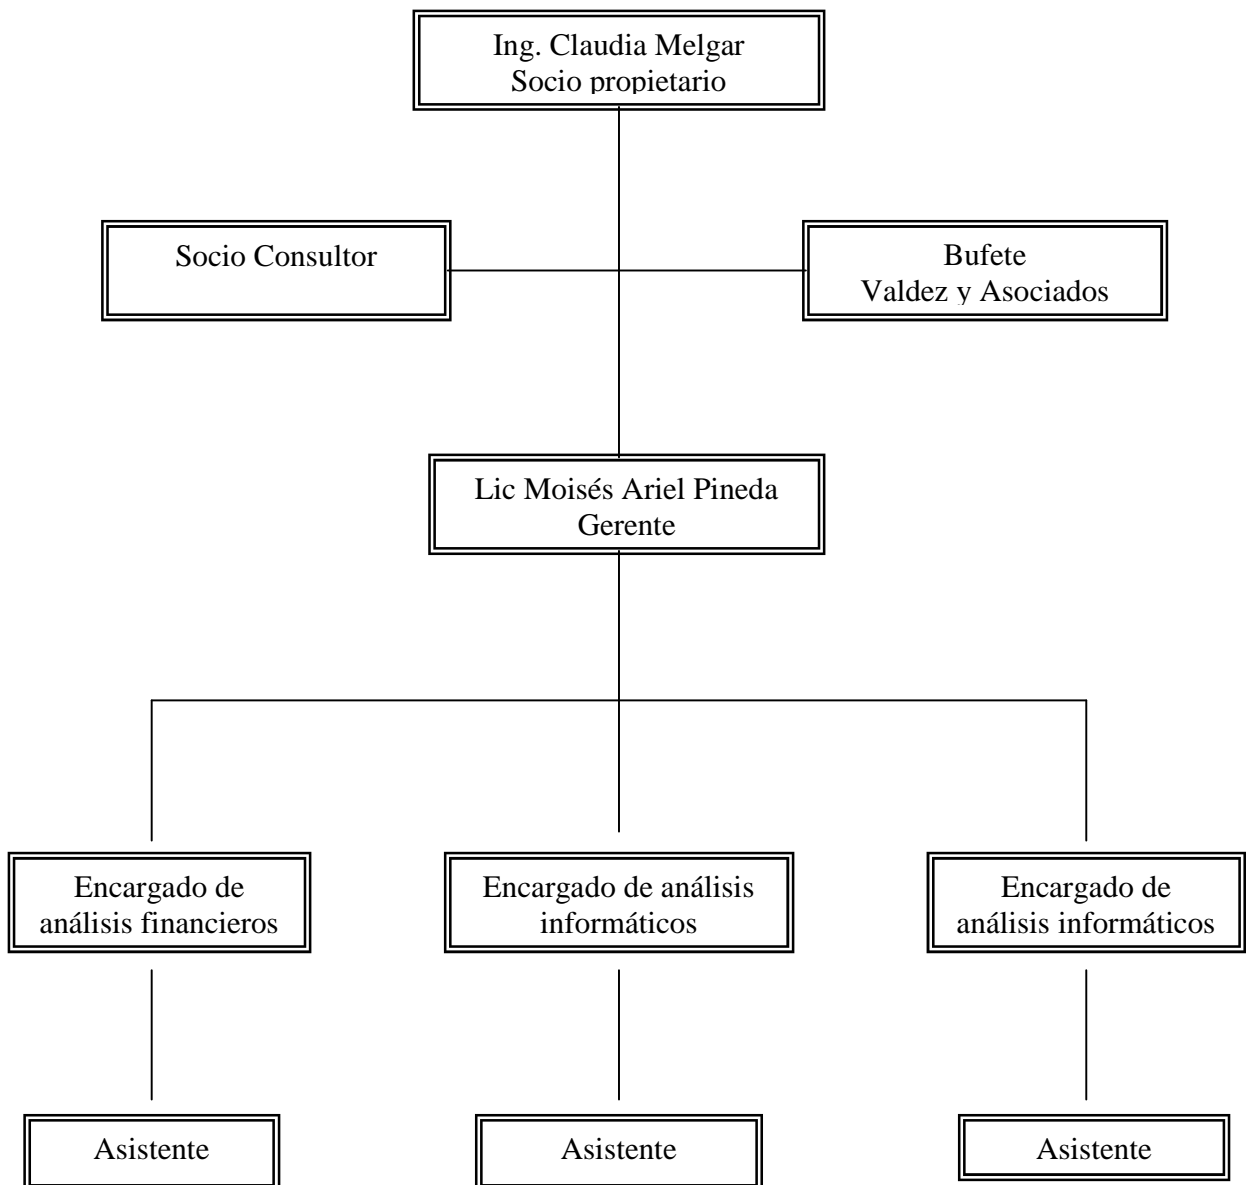 Ing. Claudia Melgar
Socio propietario
Socio Consultor
Bufete
Valdez y Asociados
Lic Moisés Ariel Pineda
Gerente
Encargado de
análisis financieros
Encargado de análisis
informáticos
Encargado de
análisis informáticos
Asistente
Asistente
Asistente